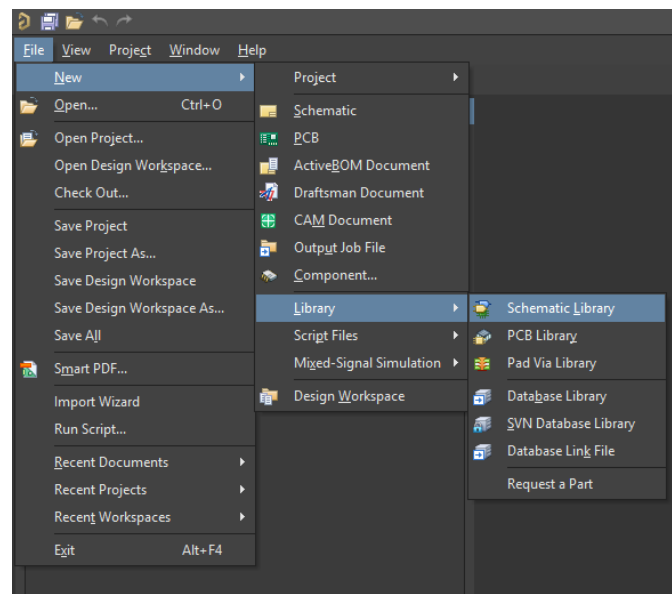 File View Project Window Help
New
Open... Ctrl+O
Open Project...
Open Design Workspace...
Check Out...
Save Project
Save Project As...
Save Design Workspace
Save Design Workspace As...
Save All
Smart PDF...
Import Wizard
Run Script...
Recent Documents
Recent Projects
Recent Workspaces
Exit Alt+F4
Project
Schematic
PCB
ActiveBOM Document
Draftsman Document
CAM Document
Output Job File
Component...
Library
Script Files
Mixed-Signal Simulation
Design Workspace
Schematic Library
PCB Library
Pad Via Library
Database Library
SVN Database Library
Database Link File
Request a Part